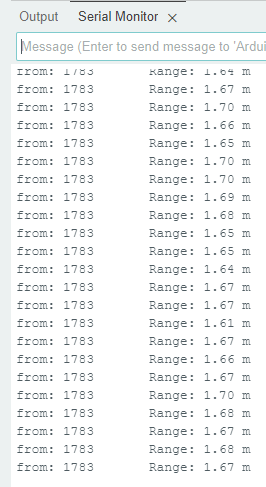 Output Serial Monitor ×
Message (Enter to send message to 'Ardui
from: 1783 Range: 1.64 m
from: 1783 Range: 1.67 m
from: 1783 Range: 1.70 m
from: 1783 Range: 1.66 m
from: 1783 Range: 1.65 m
from: 1783 Range: 1.70 m
from: 1783 Range: 1.70 m
from: 1783 Range: 1.69 m
from: 1783 Range: 1.68 m
from: 1783 Range: 1.65 m
from: 1783 Range: 1.65 m
from: 1783 Range: 1.64 m
from: 1783 Range: 1.67 m
from: 1783 Range: 1.67 m
from: 1783 Range: 1.61 m
from: 1783 Range: 1.67 m
from: 1783 Range: 1.66 m
from: 1783 Range: 1.67 m
from: 1783 Range: 1.70 m
from: 1783 Range: 1.68 m
from: 1783 Range: 1.67 m
from: 1783 Range: 1.68 m
from: 1783 Range: 1.67 m